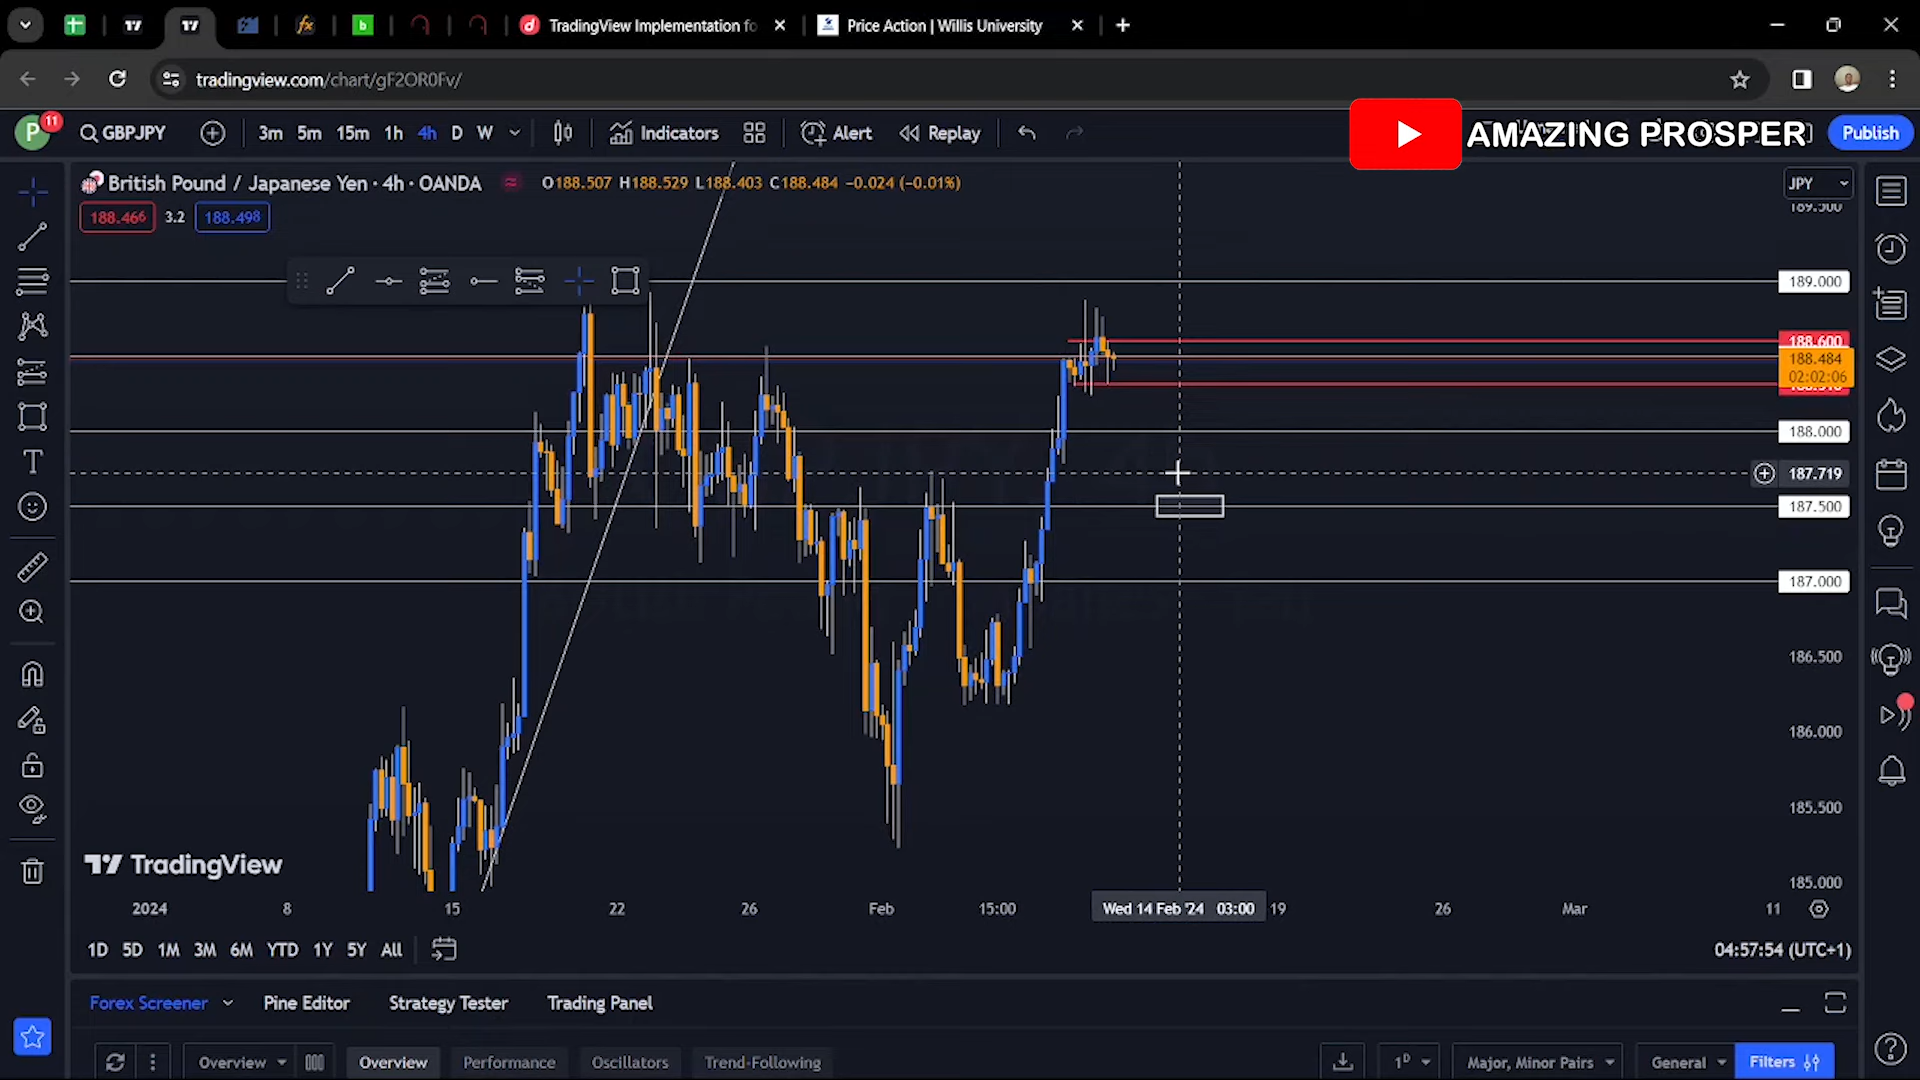 TradingView Implementation fo
Price Action | Willis University
tradingview.com/chart/gF2OR0Fv/
P 11 GBPJPY 3m 5m 15m 1h 4h D W Indicators Alert Replay AMAZING PROSPER Publish
British Pound / Japanese Yen · 4h · OANDA O188.507 H188.529 L188.403 C188.484 −0.024 (−0.01%) JPY
188.466 3.2 188.498
189.500
189.000
188.600
188.484
02:02:06
188.000
187.719
187.500
187.000
186.500
186.000
185.500
TradingView
185.000
2024 8 15 22 26 Feb 15:00 Wed 14 Feb '24 03:00 19 26 Mar 11
1D 5D 1M 3M 6M YTD 1Y 5Y All 04:57:54 (UTC+1)
Forex Screener Pine Editor Strategy Tester Trading Panel
Overview Overview Performance Oscillators Trend-Following 1D Major, Minor Pairs General Filters